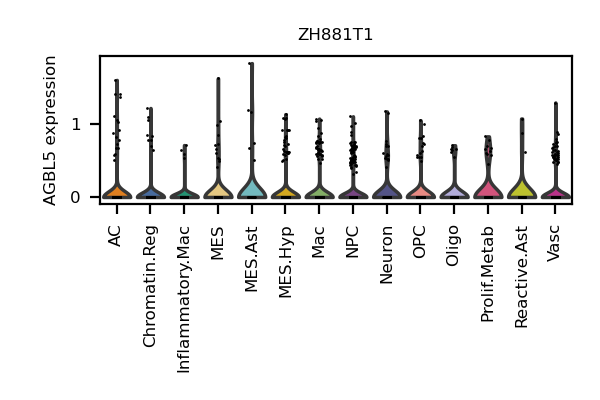 ZH881T1
AGBL5 expression
1
0
AC
Chromatin.Reg
Inflammatory.Mac
MES
MES.Ast
MES.Hyp
Mac
NPC
Neuron
OPC
Oligo
Prolif.Metab
Reactive.Ast
Vasc